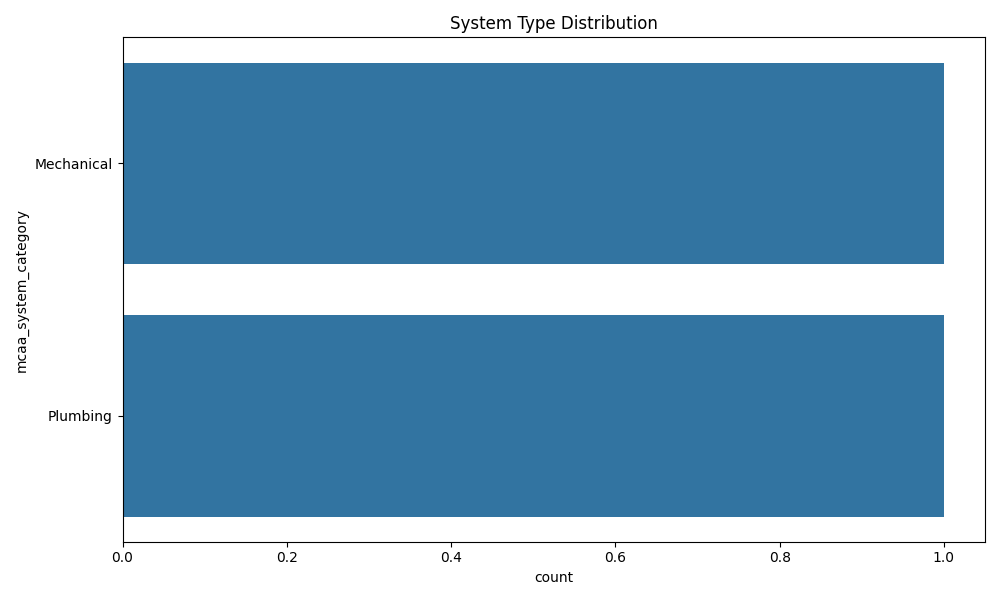 System Type Distribution
mcaa_system_category
Mechanical
Plumbing
0.0 0.2 0.4 0.6 0.8 1.0
count